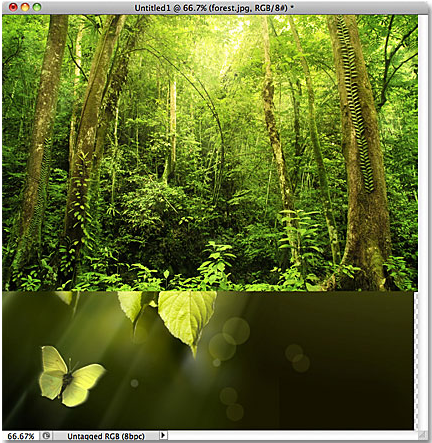 Untitled1 @ 66.7% (forest.jpg, RGB/8#) *
66.67% Untagged RGB (8bpc)